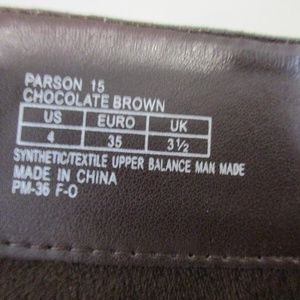 PARSON 15
CHOCOLATE BROWN
US EURO UK
4 35 3½
SYNTHETIC/TEXTILE UPPER BALANCE MAN MADE
MADE IN CHINA
PM-36 F-O